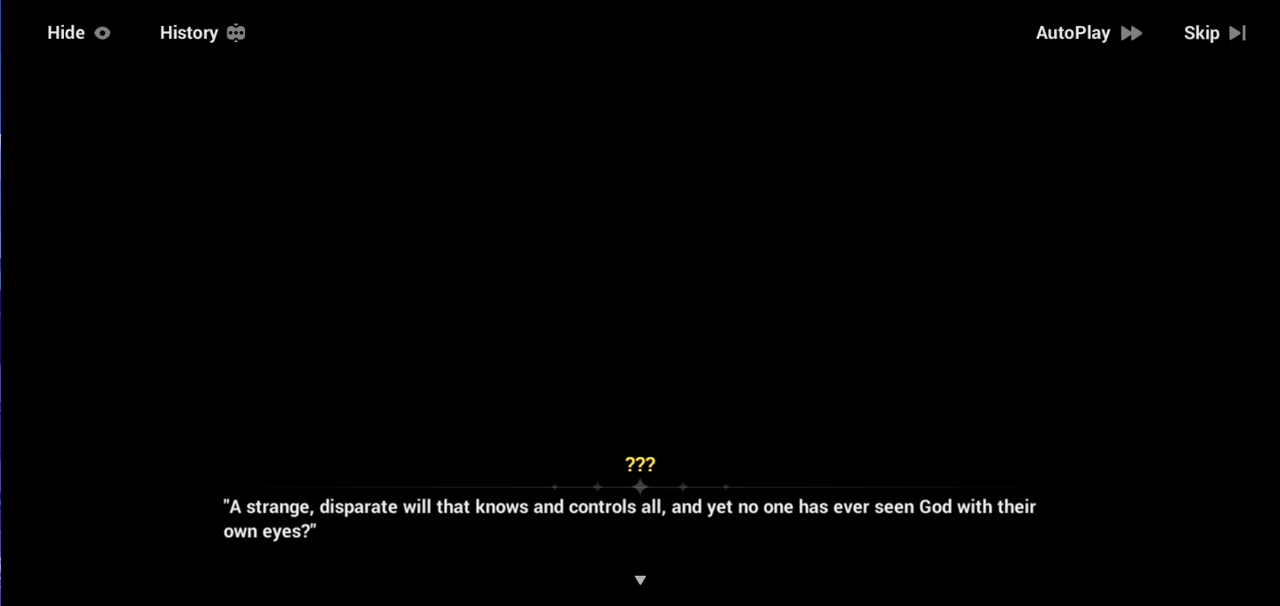 Hide
History
AutoPlay
Skip
???
"A strange, disparate will that knows and controls all, and yet no one has ever seen God with their
own eyes?"